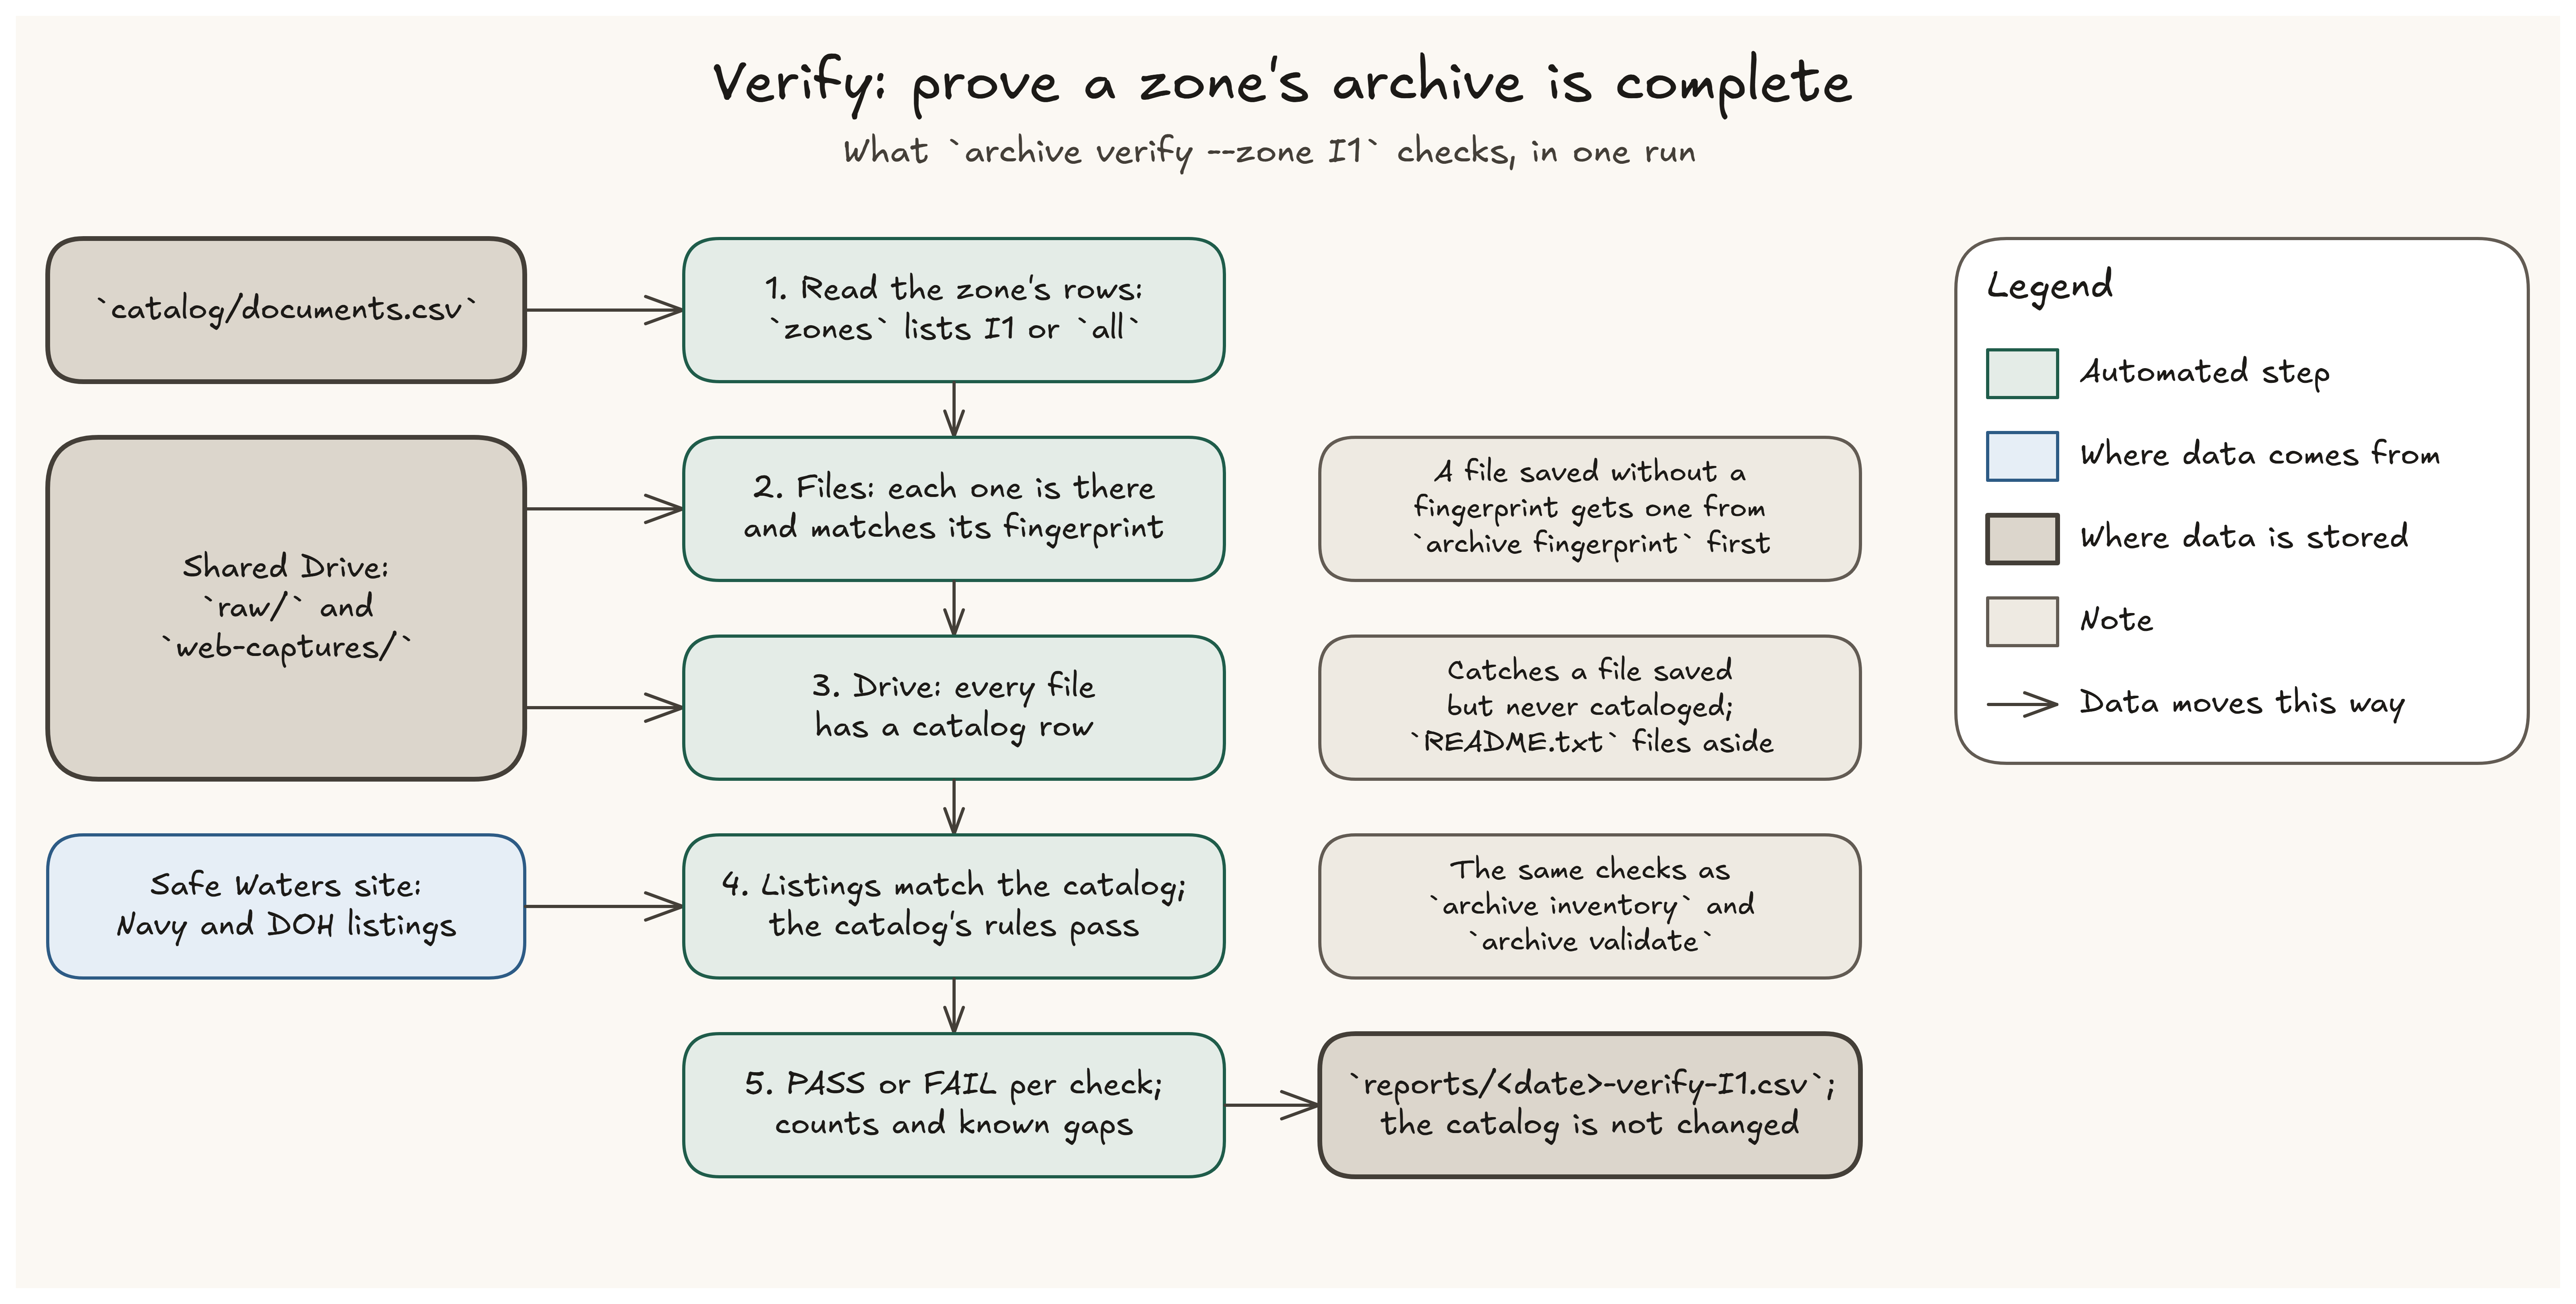 Verify: prove a zone's archive is complete
What `archive verify --zone I1` checks, in one run
`catalog/documents.csv`
1. Read the zone's rows:
`zones` lists I1 or `all`
Shared Drive:
`raw/` and
`web-captures/`
2. Files: each one is there
and matches its fingerprint
A file saved without a
fingerprint gets one from
`archive fingerprint` first
3. Drive: every file
has a catalog row
Catches a file saved
but never cataloged;
`README.txt` files aside
Safe Waters site:
Navy and DOH listings
4. Listings match the catalog;
the catalog's rules pass
The same checks as
`archive inventory` and
`archive validate`
5. PASS or FAIL per check;
counts and known gaps
`reports/<date>-verify-I1.csv`;
the catalog is not changed
Legend
Automated step
Where data comes from
Where data is stored
Note
Data moves this way